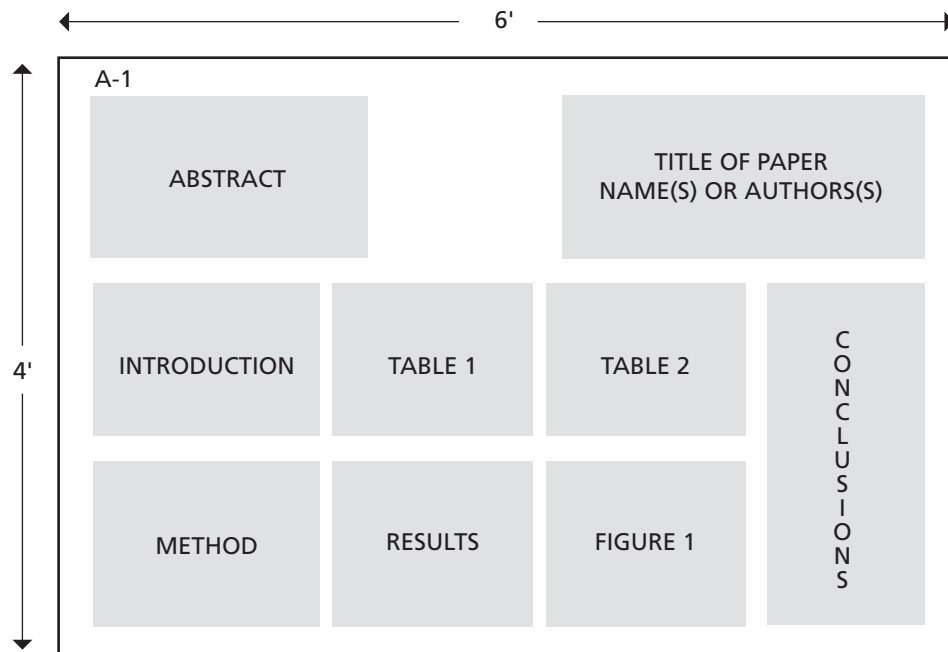 6'
A-1
ABSTRACT
TITLE OF PAPER
NAME(S) OR AUTHORS(S)
4'
INTRODUCTION
TABLE 1
TABLE 2
CONCLUSIONS
METHOD
RESULTS
FIGURE 1